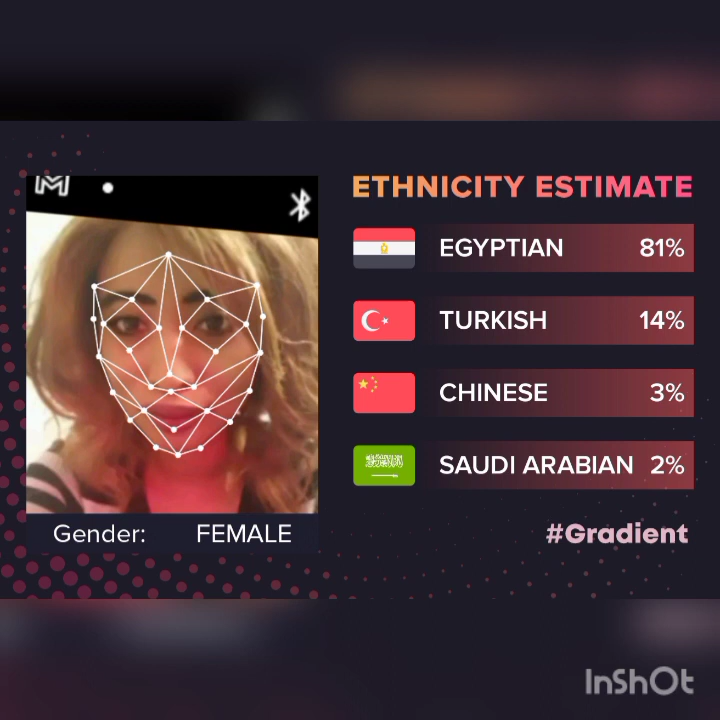 M
ETHNICITY ESTIMATE
EGYPTIAN 81%
TURKISH 14%
CHINESE 3%
SAUDI ARABIAN 2%
Gender: FEMALE
#Gradient
InShOt